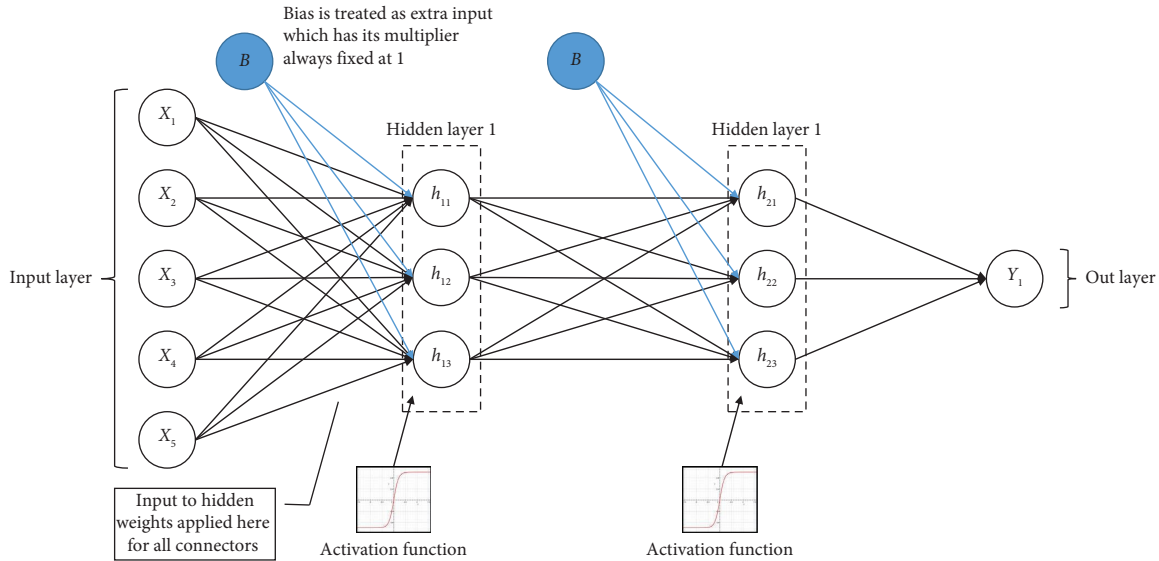 Bias is treated as extra input
which has its multiplier
always fixed at 1
B
B
X1
X2
X3
X4
X5
Input layer
Hidden layer 1
h11
h12
h13
Hidden layer 1
h21
h22
h23
Y1
Out layer
Input to hidden
weights applied here
for all connectors
Activation function
Activation function